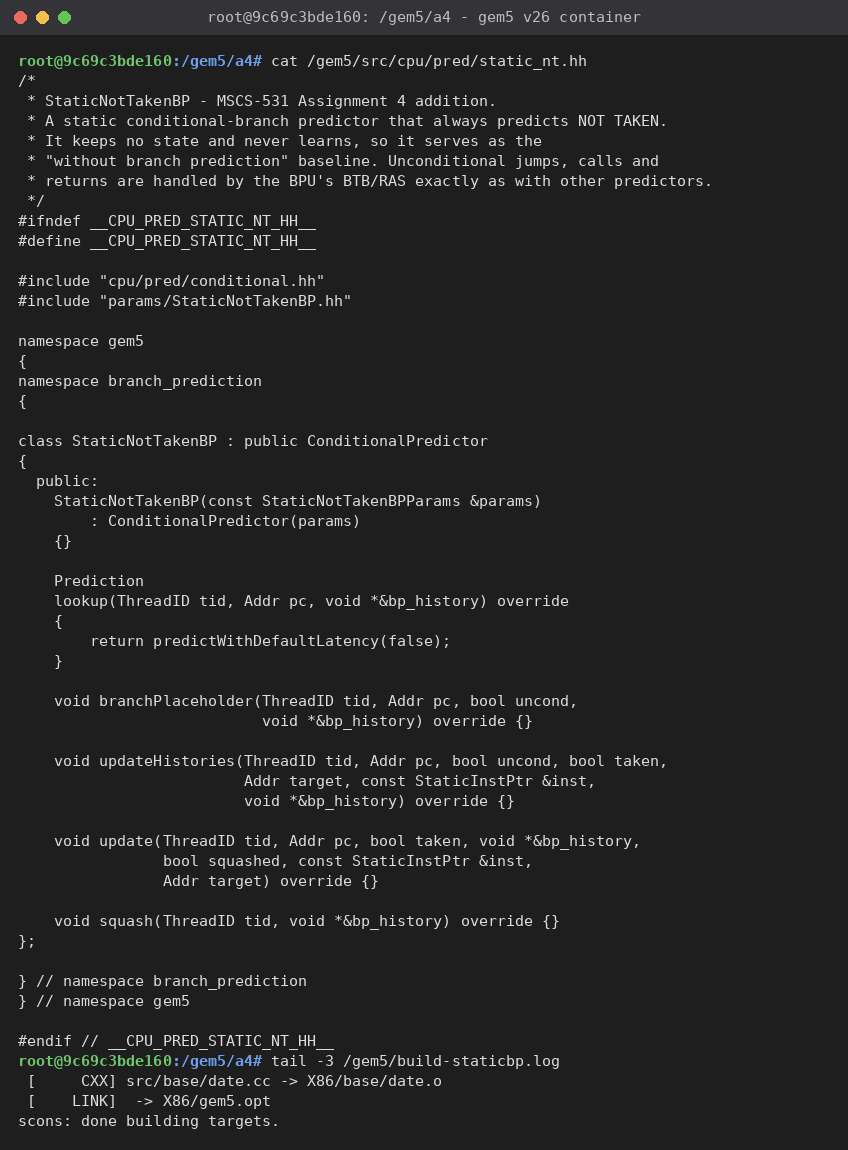 root@9c69c3bde160: /gem5/a4 - gem5 v26 container
root@9c69c3bde160:/gem5/a4# cat /gem5/src/cpu/pred/static_nt.hh
/*
 * StaticNotTakenBP - MSCS-531 Assignment 4 addition.
 * A static conditional-branch predictor that always predicts NOT TAKEN.
 * It keeps no state and never learns, so it serves as the
 * "without branch prediction" baseline. Unconditional jumps, calls and
 * returns are handled by the BPU's BTB/RAS exactly as with other predictors.
 */
#ifndef __CPU_PRED_STATIC_NT_HH__
#define __CPU_PRED_STATIC_NT_HH__

#include "cpu/pred/conditional.hh"
#include "params/StaticNotTakenBP.hh"

namespace gem5
{
namespace branch_prediction
{

class StaticNotTakenBP : public ConditionalPredictor
{
  public:
    StaticNotTakenBP(const StaticNotTakenBPParams &params)
        : ConditionalPredictor(params)
    {}

    Prediction
    lookup(ThreadID tid, Addr pc, void *&bp_history) override
    {
        return predictWithDefaultLatency(false);
    }

    void branchPlaceholder(ThreadID tid, Addr pc, bool uncond,
                           void *&bp_history) override {}

    void updateHistories(ThreadID tid, Addr pc, bool uncond, bool taken,
                         Addr target, const StaticInstPtr &inst,
                         void *&bp_history) override {}

    void update(ThreadID tid, Addr pc, bool taken, void *&bp_history,
                bool squashed, const StaticInstPtr &inst,
                Addr target) override {}

    void squash(ThreadID tid, void *&bp_history) override {}
};

} // namespace branch_prediction
} // namespace gem5

#endif // __CPU_PRED_STATIC_NT_HH__
root@9c69c3bde160:/gem5/a4# tail -3 /gem5/build-staticbp.log
 [     CXX] src/base/date.cc -> X86/base/date.o
 [    LINK]  -> X86/gem5.opt
scons: done building targets.